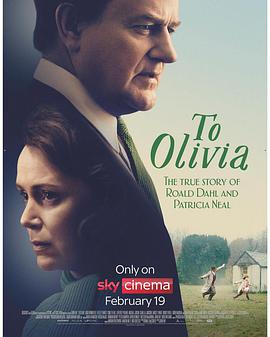 To
Olivia
THE TRUE STORY OF
ROALD DAHL AND
PATRICIA NEAL
Only on
sky cinema
February 19